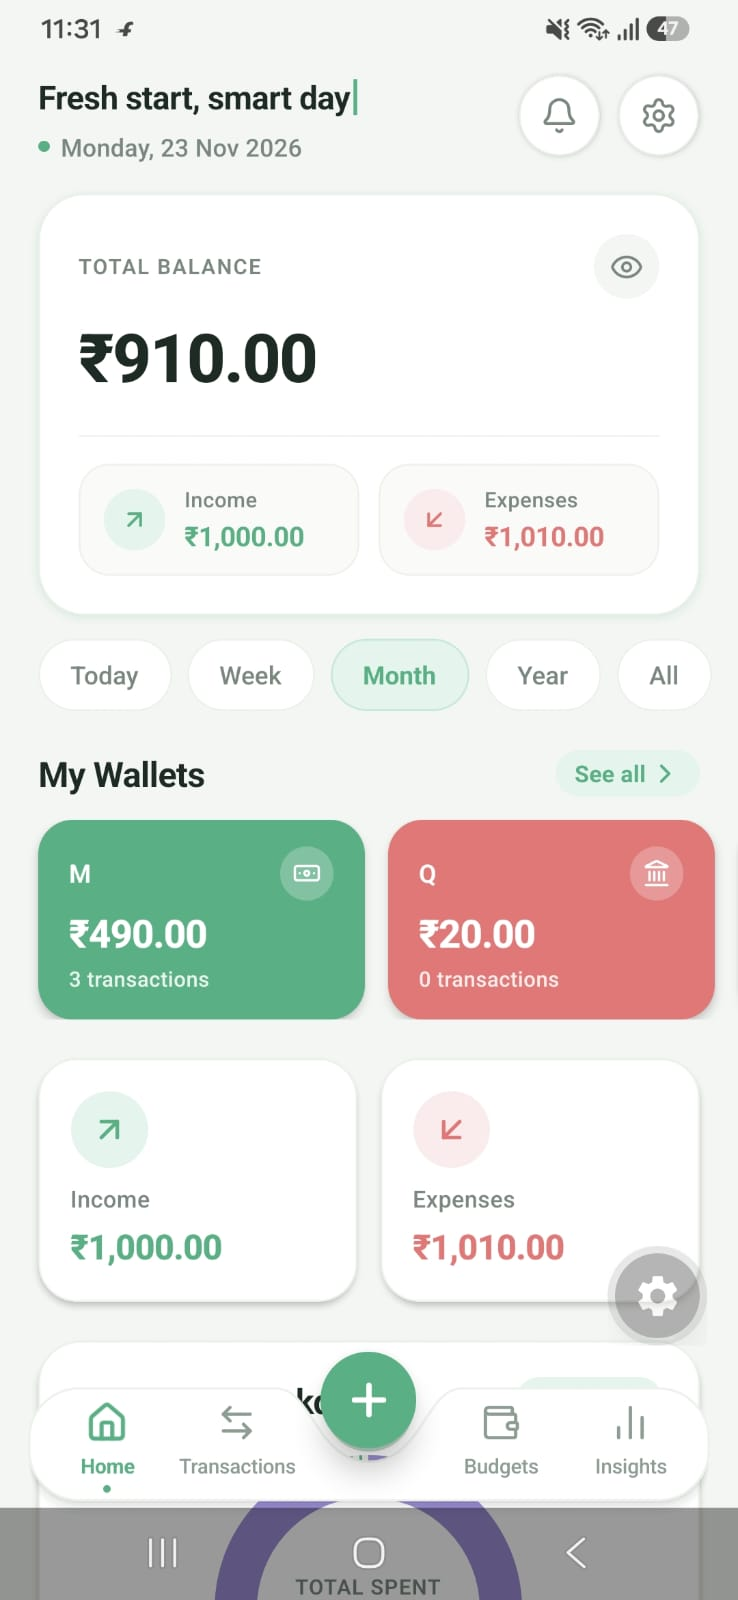 11:31
47
Fresh start, smart day
Monday, 23 Nov 2026
TOTAL BALANCE
₹910.00
Income
₹1,000.00
Expenses
₹1,010.00
Today Week Month Year All
My Wallets
See all
M
₹490.00
3 transactions
Q
₹20.00
0 transactions
Income
₹1,000.00
Expenses
₹1,010.00
Home Transactions Budgets Insights
TOTAL SPENT